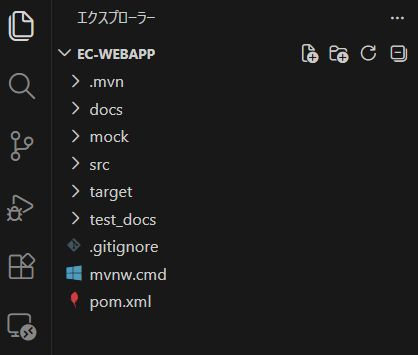 エクスプローラー
EC-WEBAPP
.mvn
docs
mock
src
target
test_docs
.gitignore
mvnw.cmd
pom.xml